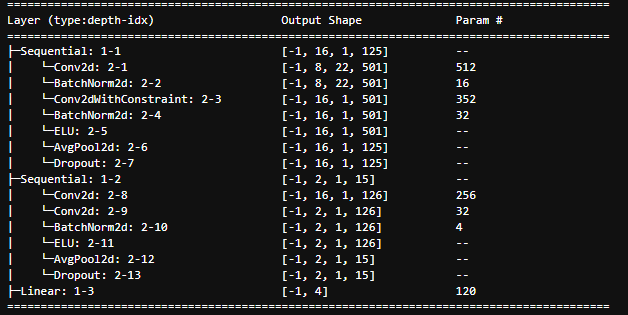 ==========================================================================================
Layer (type:depth-idx)                   Output Shape              Param #
==========================================================================================
├─Sequential: 1-1                        [-1, 16, 1, 125]          --
|    └─Conv2d: 2-1                       [-1, 8, 22, 501]          512
|    └─BatchNorm2d: 2-2                  [-1, 8, 22, 501]          16
|    └─Conv2dWithConstraint: 2-3         [-1, 16, 1, 501]          352
|    └─BatchNorm2d: 2-4                  [-1, 16, 1, 501]          32
|    └─ELU: 2-5                          [-1, 16, 1, 501]          --
|    └─AvgPool2d: 2-6                    [-1, 16, 1, 125]          --
|    └─Dropout: 2-7                      [-1, 16, 1, 125]          --
├─Sequential: 1-2                        [-1, 2, 1, 15]            --
|    └─Conv2d: 2-8                       [-1, 16, 1, 126]          256
|    └─Conv2d: 2-9                       [-1, 2, 1, 126]           32
|    └─BatchNorm2d: 2-10                 [-1, 2, 1, 126]           4
|    └─ELU: 2-11                         [-1, 2, 1, 126]           --
|    └─AvgPool2d: 2-12                   [-1, 2, 1, 15]            --
|    └─Dropout: 2-13                     [-1, 2, 1, 15]            --
├─Linear: 1-3                            [-1, 4]                   120
==========================================================================================